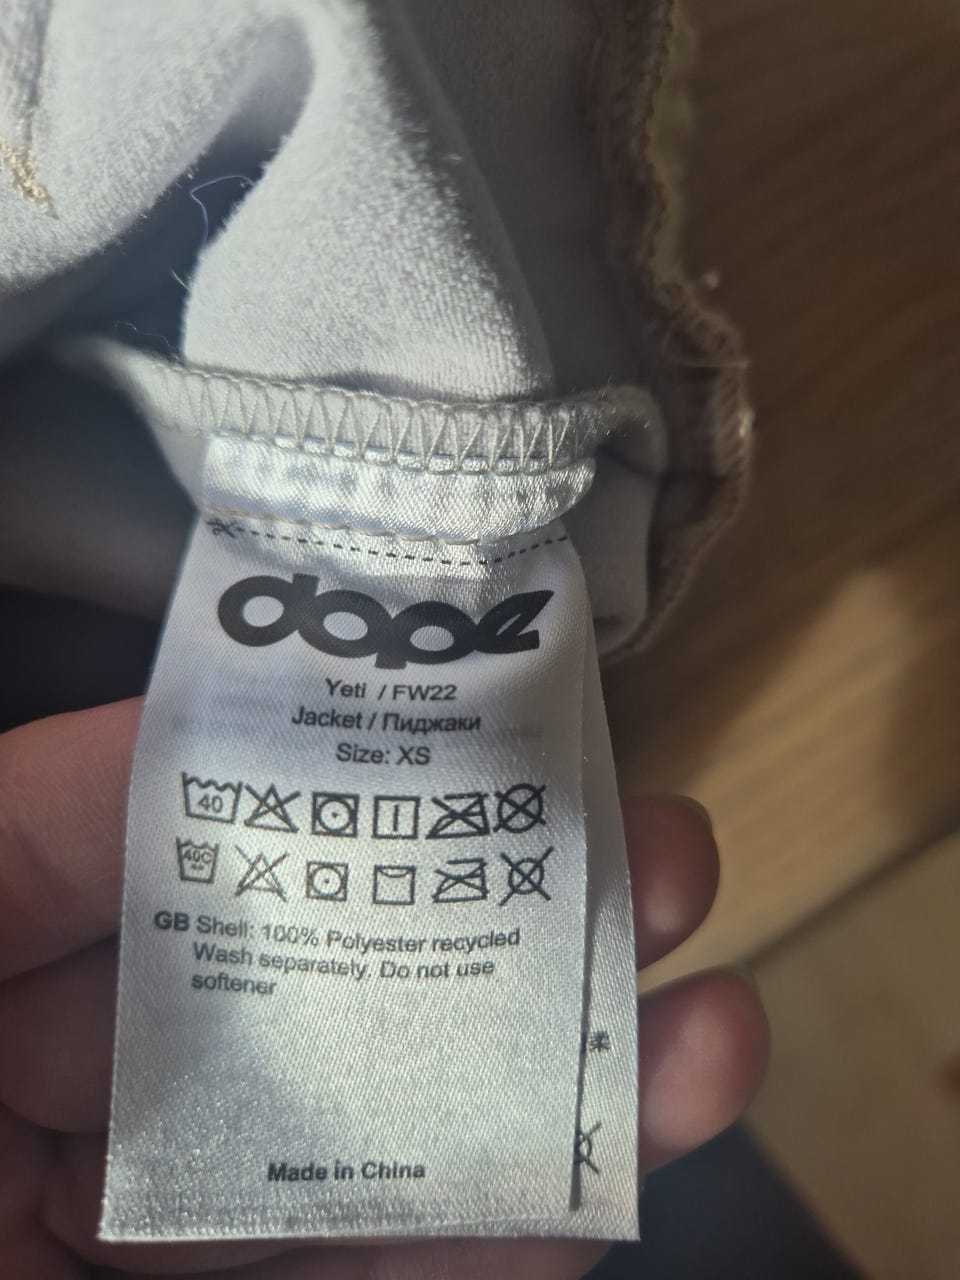 dope
Yeti / FW22
Jacket / Пиджаки
Size: XS
40
40C
GB Shell: 100% Polyester recycled
Wash separately. Do not use
softener
柔
Made in China